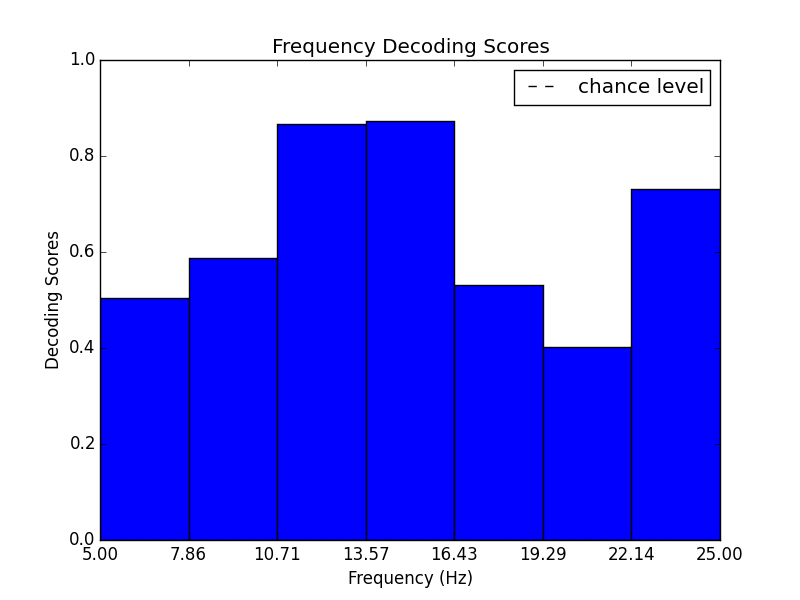 Frequency Decoding Scores
chance level
1.0
0.8
0.6
0.4
0.2
0.0
Decoding Scores
5.00 7.86 10.71 13.57 16.43 19.29 22.14 25.00
Frequency (Hz)